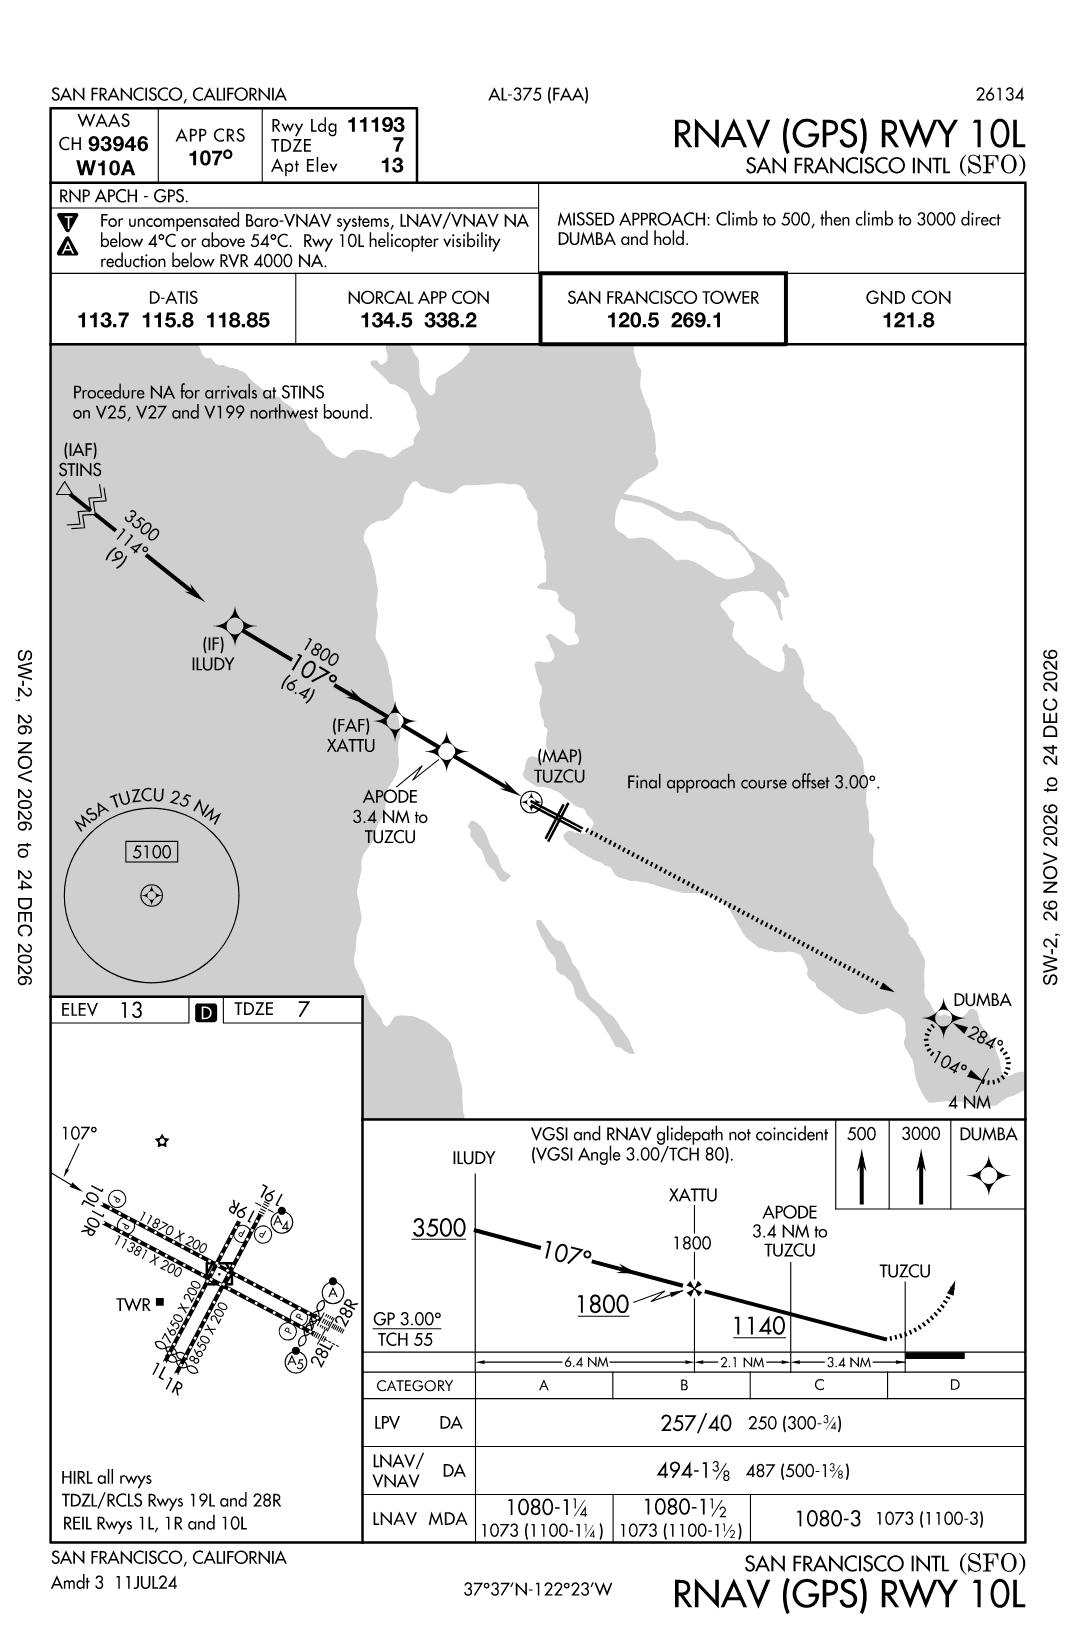 SAN FRANCISCO, CALIFORNIA
AL-375 (FAA)
26134
WAAS
CH 93946
W10A
APP CRS
107°
Rwy Ldg 11193
TDZE 7
Apt Elev 13
RNAV (GPS) RWY 10L
SAN FRANCISCO INTL (SFO)
RNP APCH - GPS.
T
A
For uncompensated Baro-VNAV systems, LNAV/VNAV NA
below 4°C or above 54°C. Rwy 10L helicopter visibility
reduction below RVR 4000 NA.
MISSED APPROACH: Climb to 500, then climb to 3000 direct
DUMBA and hold.
D-ATIS
113.7 115.8 118.85
NORCAL APP CON
134.5 338.2
SAN FRANCISCO TOWER
120.5 269.1
GND CON
121.8
Procedure NA for arrivals at STINS
on V25, V27 and V199 northwest bound.
(IAF)
STINS
3500
114°
(9)
(IF)
ILUDY
1800
107°
(6.4)
(FAF)
XATTU
APODE
3.4 NM to
TUZCU
(MAP)
TUZCU
Final approach course offset 3.00°.
MSA TUZCU 25 NM
5100
DUMBA
284°
104°
4 NM
SW-2, 26 NOV 2026 to 24 DEC 2026
SW-2, 26 NOV 2026 to 24 DEC 2026
ELEV 13
D
TDZE 7
107°
10L
10R
P
P
11870 X 200
11381 X 200
19R
19L
P
P
A4
7650 X 200
8650 X 200
TWR
P
P
A
28R
28L
A5
1L
1R
HIRL all rwys
TDZL/RCLS Rwys 19L and 28R
REIL Rwys 1L, 1R and 10L
VGSI and RNAV glidepath not coincident
(VGSI Angle 3.00/TCH 80).
500
3000
DUMBA
ILUDY
3500
107°
XATTU
1800
1800
APODE
3.4 NM to
TUZCU
1140
TUZCU
GP 3.00°
TCH 55
6.4 NM
2.1 NM
3.4 NM
CATEGORY A B C D
LPV DA 257/40 250 (300-¾)
LNAV/
VNAV DA 494-1⅜ 487 (500-1⅜)
LNAV MDA
1080-1¼
1073 (1100-1¼)
1080-1½
1073 (1100-1½)
1080-3 1073 (1100-3)
SAN FRANCISCO, CALIFORNIA
Amdt 3 11JUL24
37°37'N-122°23'W
SAN FRANCISCO INTL (SFO)
RNAV (GPS) RWY 10L